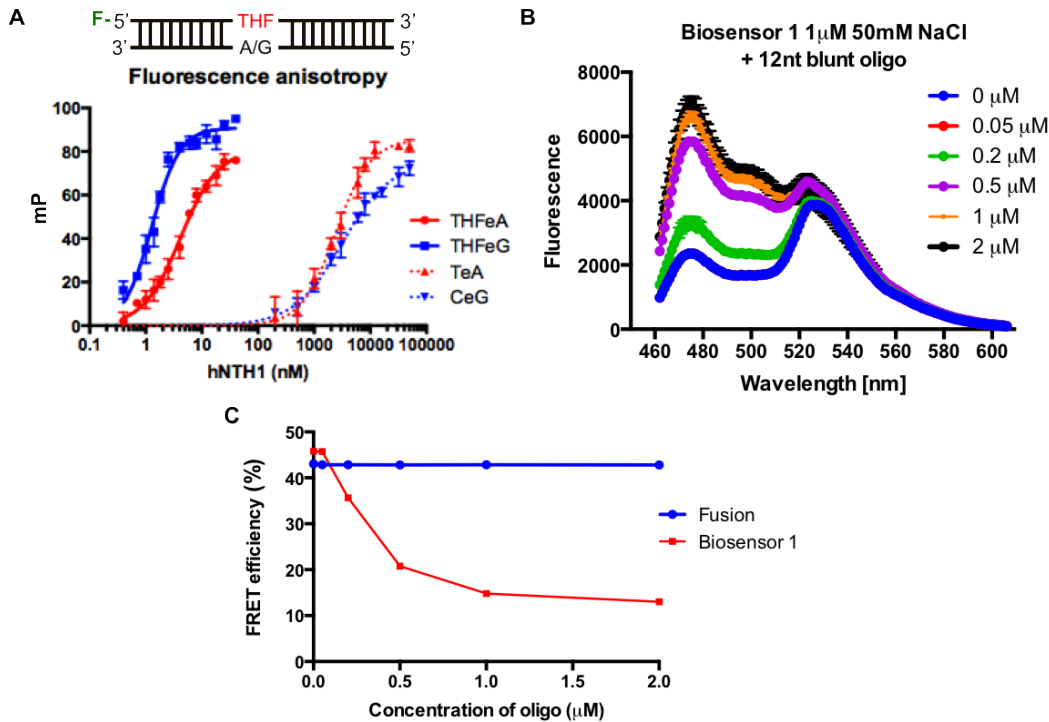 A
F- 5' THF 3'
3' A/G 5'
Fluorescence anisotropy
mP
100
80
60
40
20
0
0.1 1 10 100 1000 10000 100000
hNTH1 (nM)
THFeA
THFeG
TeA
CeG
B
Biosensor 1 1μM 50mM NaCl
+ 12nt blunt oligo
Fluorescence
8000
6000
4000
2000
0
460 480 500 520 540 560 580 600
Wavelength [nm]
0 μM
0.05 μM
0.2 μM
0.5 μM
1 μM
2 μM
C
FRET efficiency (%)
50
40
30
20
10
0
0.0 0.5 1.0 1.5 2.0
Concentration of oligo (μM)
Fusion
Biosensor 1